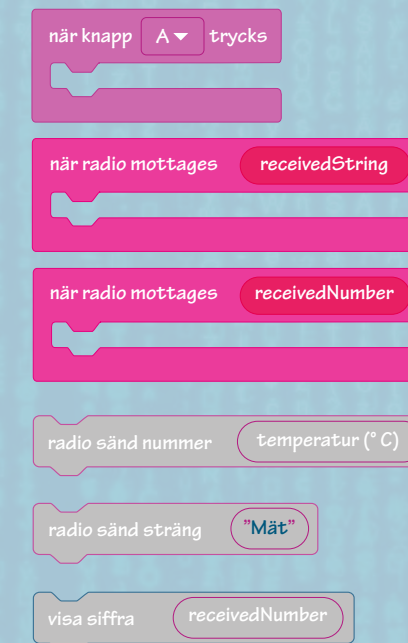 när knapp A trycks
när radio mottages receivedString
när radio mottages receivedNumber
radio sänd nummer temperatur (° C)
radio sänd sträng "Mät"
visa siffra receivedNumber